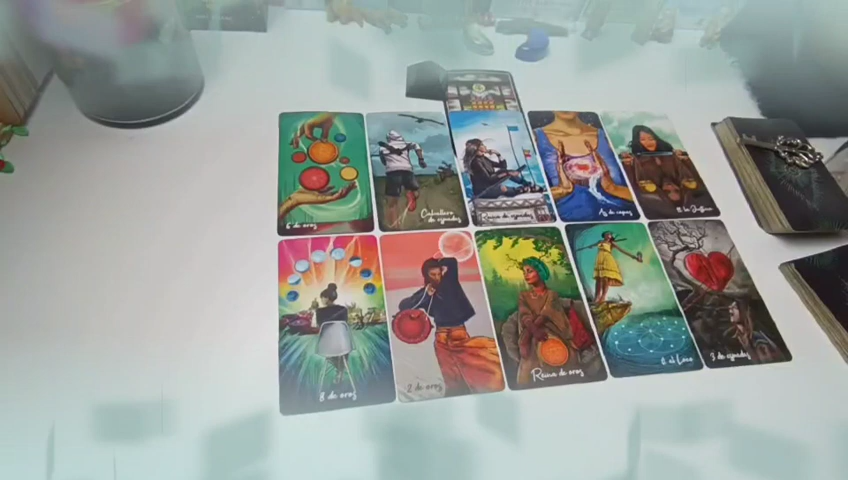 6 de oros
Caballero
de espadas
Reina de espadas
As de copas
8 de oros
2 de oros
Reina de oros
0. el Loco
3 de espadas